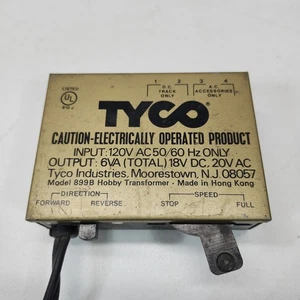 LISTED
UL
1 2 3 4
D.C. A.C.
TRACK ACCESSORIES
ONLY ONLY
TYCO®
CAUTION-ELECTRICALLY OPERATED PRODUCT
INPUT: 120V AC 50/60 Hz ONLY
OUTPUT: 6VA (TOTAL) 18V DC, 20V AC
Tyco Industries, Moorestown, N.J. 08057
Model 899B Hobby Transformer - Made in Hong Kong
DIRECTION SPEED
FORWARD REVERSE STOP FULL